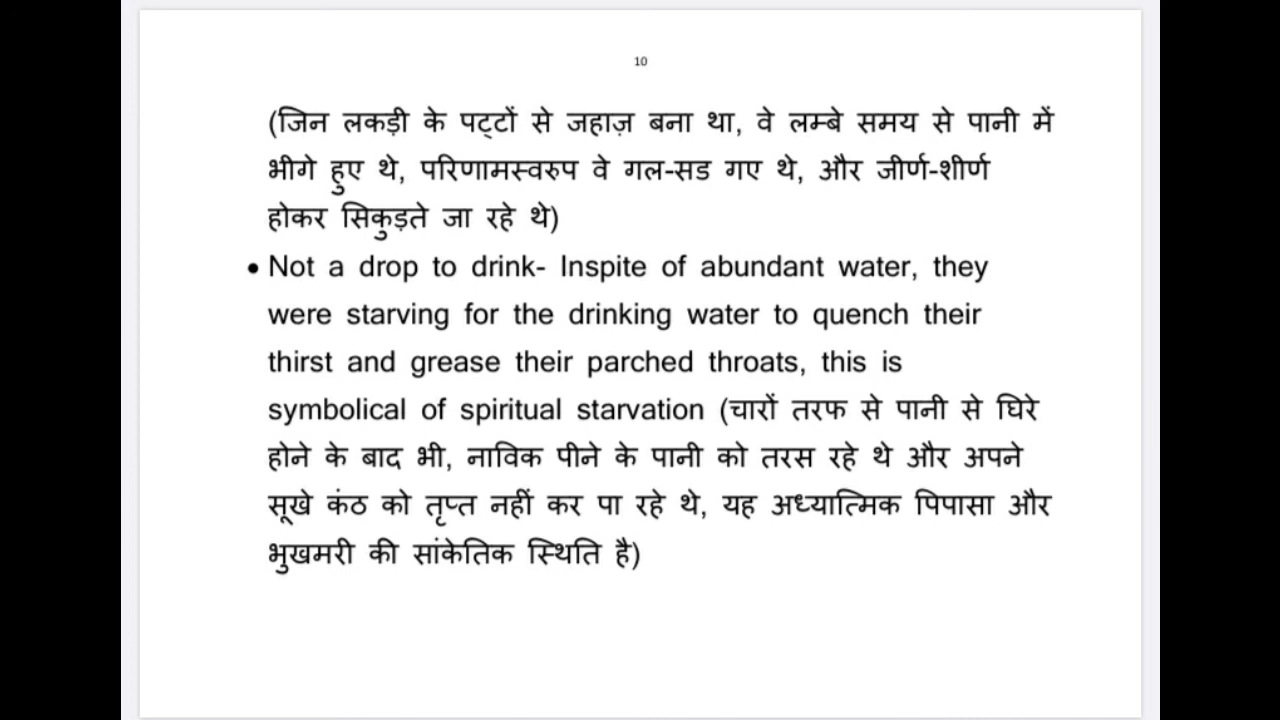 10
(जिन लकड़ी के पट्टों से जहाज़ बना था, वे लम्बे समय से पानी में
भीगे हुए थे, परिणामस्वरुप वे गल-सड गए थे, और जीर्ण-शीर्ण
होकर सिकुड़ते जा रहे थे)
• Not a drop to drink- Inspite of abundant water, they
were starving for the drinking water to quench their
thirst and grease their parched throats, this is
symbolical of spiritual starvation (चारों तरफ से पानी से घिरे
होने के बाद भी, नाविक पीने के पानी को तरस रहे थे और अपने
सूखे कंठ को तृप्त नहीं कर पा रहे थे, यह अध्यात्मिक पिपासा और
भुखमरी की सांकेतिक स्थिति है)